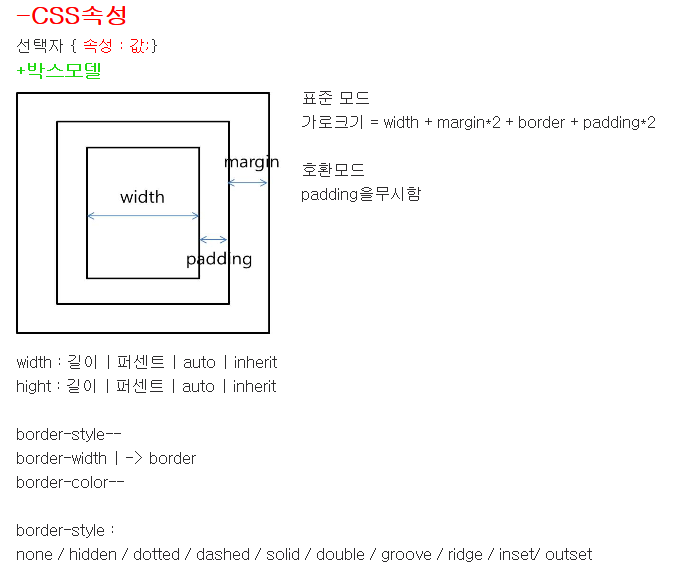 -CSS속성
선택자 { 속성 : 값;}
+박스모델
표준 모드
가로크기 = width + margin*2 + border + padding*2
호환모드
padding을무시함
margin
width
padding
width : 길이 | 퍼센트 | auto | inherit
hight : 길이 | 퍼센트 | auto | inherit
border-style--
border-width | -> border
border-color--
border-style :
none / hidden / dotted / dashed / solid / double / groove / ridge / inset/ outset